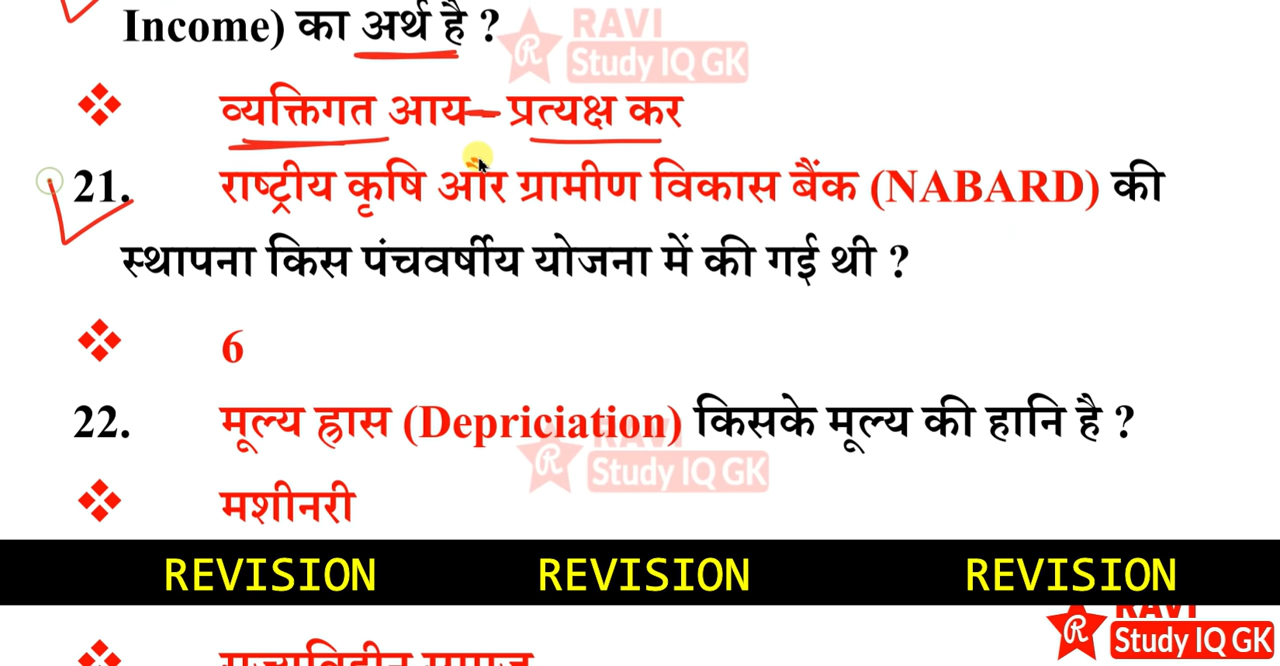 Income) का अर्थ है ?
RAVI
Study IQ GK
❖ व्यक्तिगत आय – प्रत्यक्ष कर
21. राष्ट्रीय कृषि और ग्रामीण विकास बैंक (NABARD) की
स्थापना किस पंचवर्षीय योजना में की गई थी ?
❖ 6
22. मूल्य ह्रास (Depriciation) किसके मूल्य की हानि है ?
RAVI
Study IQ GK
❖ मशीनरी
REVISION REVISION REVISION
RAVI
Study IQ GK